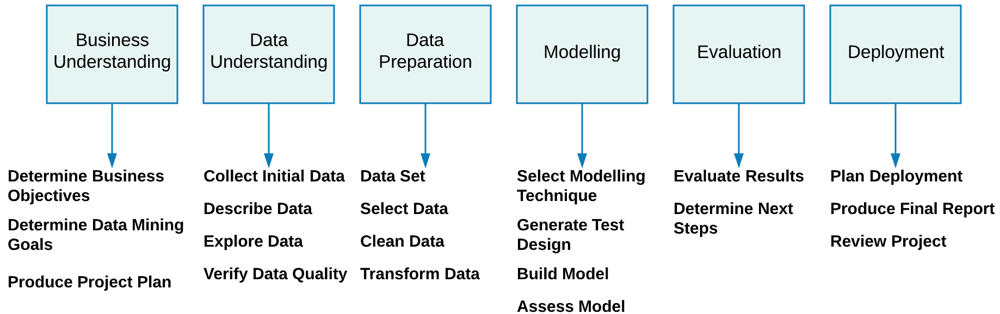 Business
Understanding
Data
Understanding
Data
Preparation
Modelling
Evaluation
Deployment
Determine Business
Objectives
Determine Data Mining
Goals
Produce Project Plan
Collect Initial Data
Describe Data
Explore Data
Verify Data Quality
Data Set
Select Data
Clean Data
Transform Data
Select Modelling
Technique
Generate Test
Design
Build Model
Assess Model
Evaluate Results
Determine Next
Steps
Plan Deployment
Produce Final Report
Review Project